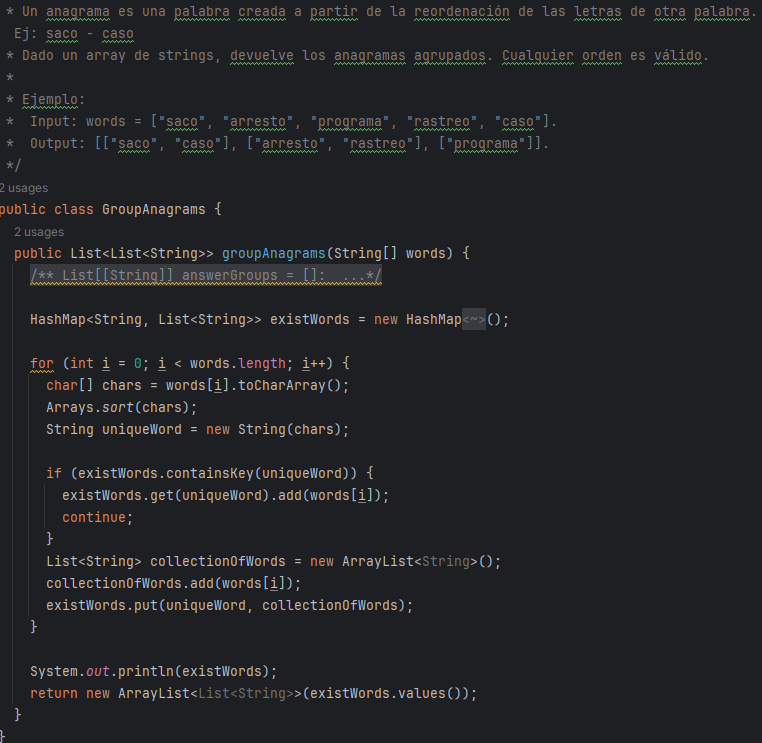 * Un anagrama es una palabra creada a partir de la reordenación de las letras de otra palabra.
Ej: saco - caso
* Dado un array de strings, devuelve los anagramas agrupados. Cualquier orden es válido.
*
* Ejemplo:
*  Input: words = ["saco", "arresto", "programa", "rastreo", "caso"].
*  Output: [["saco", "caso"], ["arresto", "rastreo"], ["programa"]].
*/
2 usages
public class GroupAnagrams {
2 usages
public List<List<String>> groupAnagrams(String[] words) {
/** List[[String]] answerGroups = []:  ...*/
HashMap<String, List<String>> existWords = new HashMap<~>();
for (int i = 0; i < words.length; i++) {
char[] chars = words[i].toCharArray();
Arrays.sort(chars);
String uniqueWord = new String(chars);
if (existWords.containsKey(uniqueWord)) {
existWords.get(uniqueWord).add(words[i]);
continue;
}
List<String> collectionOfWords = new ArrayList<String>();
collectionOfWords.add(words[i]);
existWords.put(uniqueWord, collectionOfWords);
}
System.out.println(existWords);
return new ArrayList<List<String>>(existWords.values());
}
}